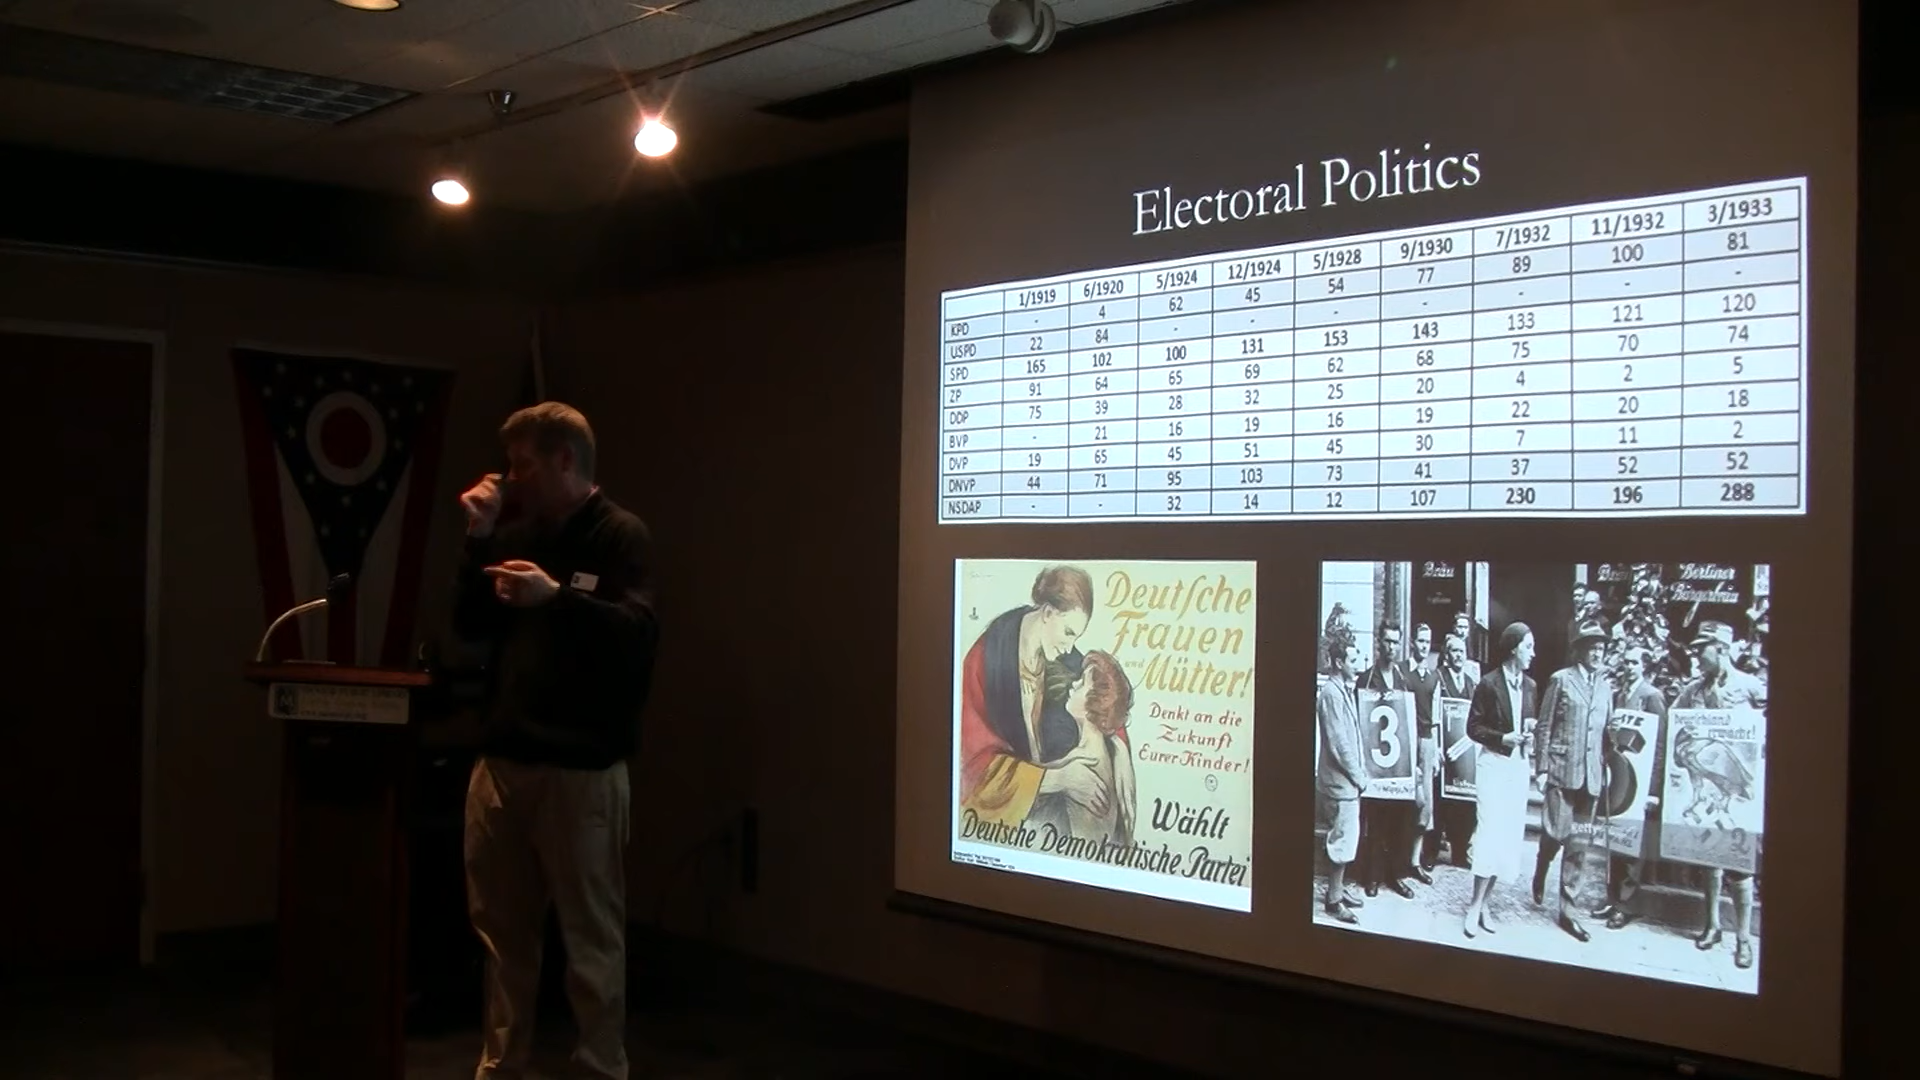 Electoral Politics
1/1919 6/1920 5/1924 12/1924 5/1928 9/1930 7/1932 11/1932 3/1933
KPD - 4 62 45 54 77 89 100 81
USPD 22 84 - - - - - - -
SPD 165 102 100 131 153 143 133 121 120
ZP 91 64 65 69 62 68 75 70 74
DDP 75 39 28 32 25 20 4 2 5
BVP - 21 16 19 16 19 22 20 18
DVP 19 65 45 51 45 30 7 11 2
DNVP 44 71 95 103 73 41 37 52 52
NSDAP - - 32 14 12 107 230 196 288
Deutsche
Frauen
und Mütter!
Denkt an die
Zukunft
Eurer Kinder!
Wählt
Deutsche Demokratische Partei
Bräu
Berliner
Bürgerbräu
3
5
Deutschland
erwache!
2